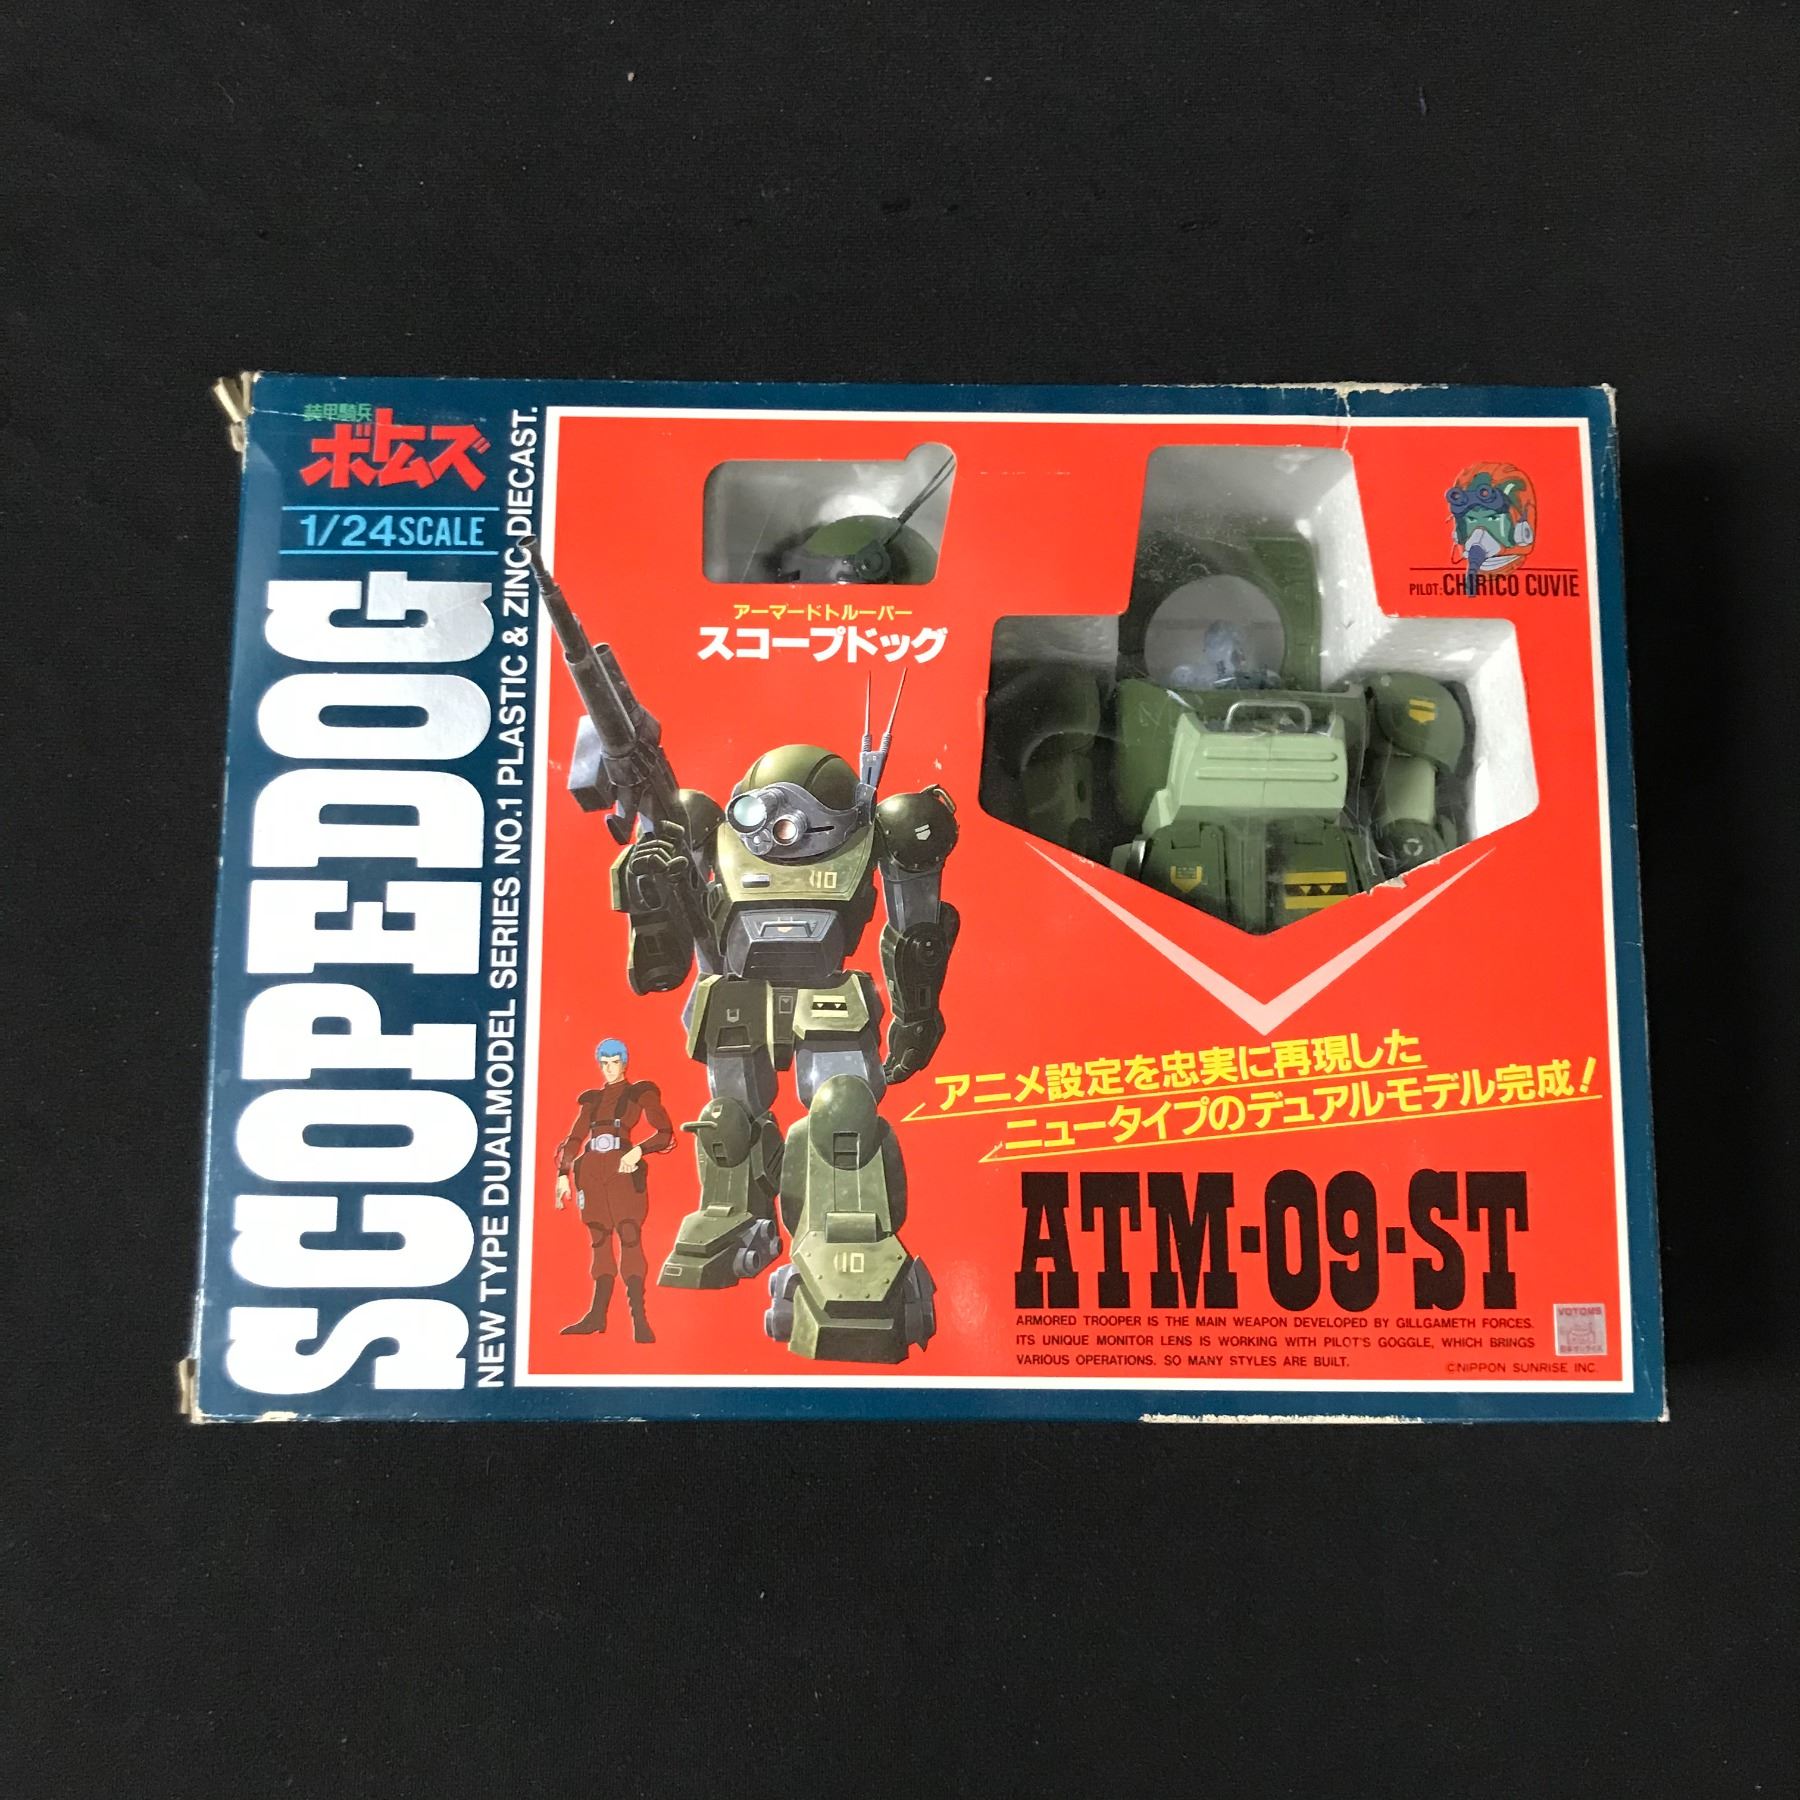 装甲騎兵
ボトムズ
1/24 SCALE
SCOPEDOG
NEW TYPE DUALMODEL SERIES NO.1 PLASTIC & ZINC DIECAST.
アーマードトルーパー
スコープドッグ
PILOT: CHIRICO CUVIE
アニメ設定を忠実に再現した
ニュータイプのデュアルモデル完成!
ATM-09-ST
ARMORED TROOPER IS THE MAIN WEAPON DEVELOPED BY GILLGAMETH FORCES.
ITS UNIQUE MONITOR LENS IS WORKING WITH PILOT'S GOGGLE, WHICH BRINGS
VARIOUS OPERATIONS. SO MANY STYLES ARE BUILT.
©NIPPON SUNRISE INC.
VOTOMS
10
10